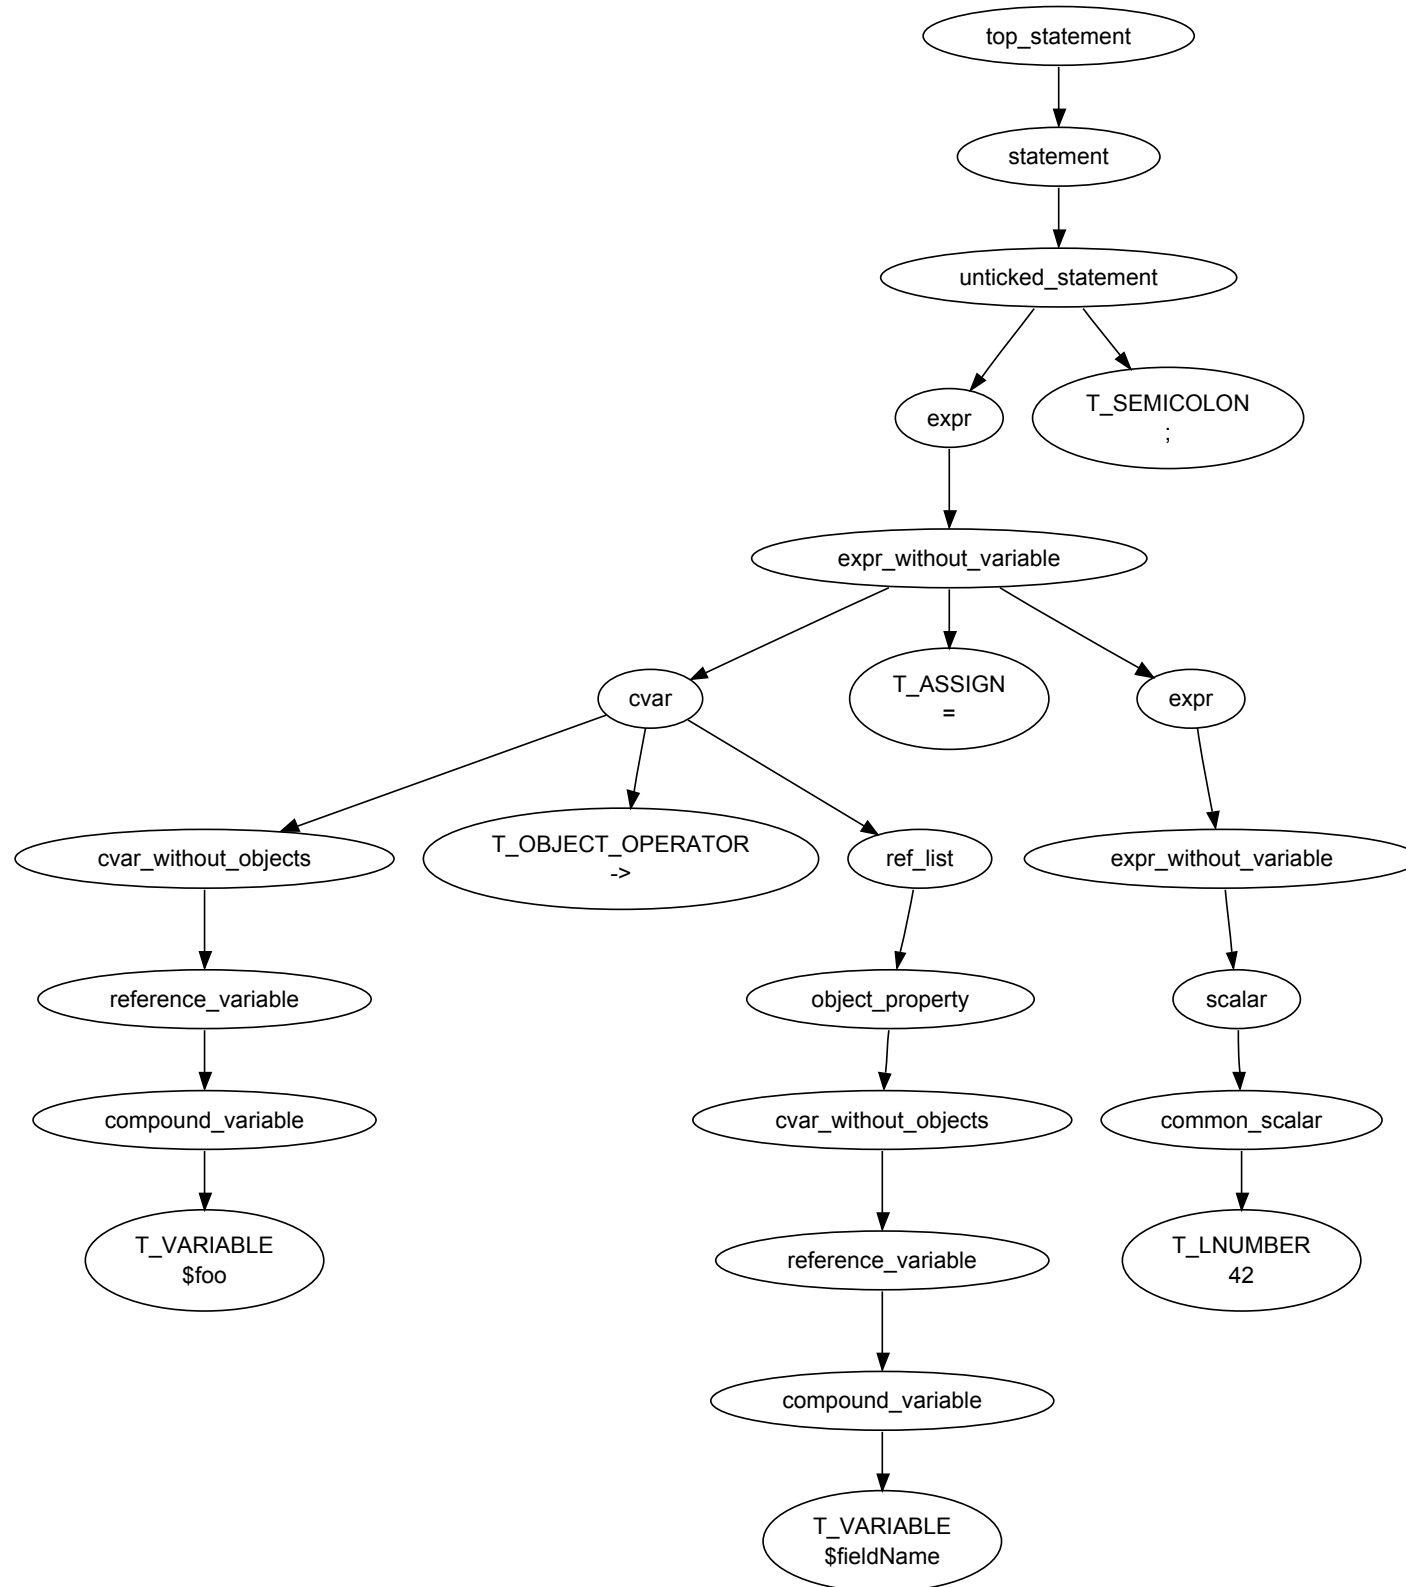 top_statement
statement
unticked_statement
expr
T_SEMICOLON
;
expr_without_variable
cvar
T_ASSIGN
=
expr
cvar_without_objects
T_OBJECT_OPERATOR
->
ref_list
expr_without_variable
reference_variable
object_property
scalar
compound_variable
cvar_without_objects
common_scalar
T_VARIABLE
$foo
reference_variable
T_LNUMBER
42
compound_variable
T_VARIABLE
$fieldName